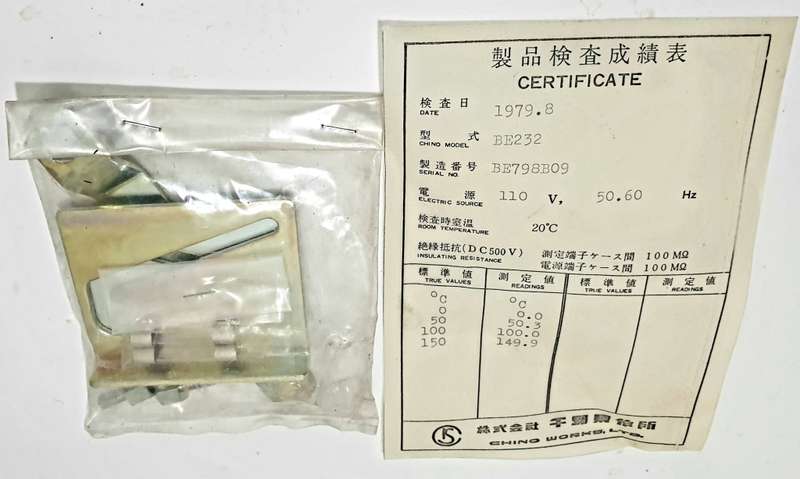 製品検査成績表
CERTIFICATE
検査日 1979.8
DATE
型式 BE232
CHINO MODEL
製造番号 BE798B09
SERIAL NO.
電源 110 V, 50.60 Hz
ELECTRIC SOURCE
検査時室温 20℃
ROOM TEMPERATURE
絶縁抵抗(DC500V) 測定端子ケース間 100MΩ
INSULATING RESISTANCE 電源端子ケース間 100MΩ
標準値 測定値 標準値 測定値
TRUE VALUES READINGS TRUE VALUES READINGS
℃ ℃
0 0.0
50 50.3
100 100.0
150 149.9
株式会社 千野製作所
CHINO WORKS, LTD.